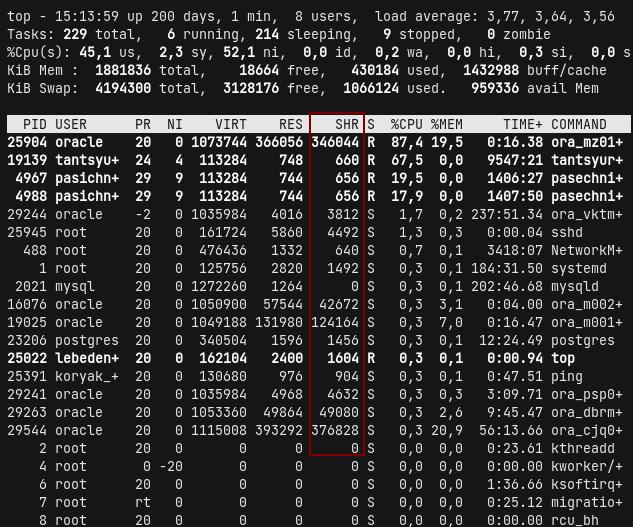 top - 15:13:59 up 200 days, 1 min, 8 users, load average: 3,77, 3,64, 3,56
Tasks: 229 total, 6 running, 214 sleeping, 9 stopped, 0 zombie
%Cpu(s): 45,1 us, 2,3 sy, 52,1 ni, 0,0 id, 0,2 wa, 0,0 hi, 0,3 si, 0,0 s
KiB Mem : 1881836 total, 18664 free, 430184 used, 1432988 buff/cache
KiB Swap: 4194300 total, 3128176 free, 1066124 used. 959336 avail Mem
PID USER PR NI VIRT RES SHR S %CPU %MEM TIME+ COMMAND
25904 oracle 20 0 1073244 366056 346044 R 87,4 19,5 0:16.38 ora_mz01+
19139 tantsyu+ 24 4 113284 748 660 R 67,5 0,0 9547:21 tantsyur+
4967 pasichn+ 29 9 113284 744 656 R 19,5 0,0 1406:27 pasechni+
4988 pasichn+ 29 9 113284 744 656 R 17,9 0,0 1407:50 pasechni+
29244 oracle -2 0 1035984 4016 3812 S 1,7 0,2 237:51.34 ora_vktm+
25945 root 20 0 161724 5860 4492 S 1,3 0,3 0:00.04 sshd
488 root 20 0 476436 1332 640 S 0,7 0,1 3418:07 NetworkM+
1 root 20 0 125756 2820 1492 S 0,3 0,1 184:31.50 systemd
2021 mysql 20 0 1272260 1264 0 S 0,3 0,1 202:46.68 mysqld
16076 oracle 20 0 1050900 57544 42672 S 0,3 3,1 0:04.00 ora_m002+
19025 oracle 20 0 1049188 131980 124164 S 0,3 7,0 0:16.47 ora_m001+
23206 postgres 20 0 340504 1596 1456 S 0,3 0,1 12:24.49 postgres
25022 lebeden+ 20 0 162104 2400 1604 R 0,3 0,1 0:00.94 top
25391 koryak_+ 20 0 130680 976 904 S 0,3 0,1 0:47.51 ping
29241 oracle 20 0 1035984 4968 4632 S 0,3 0,3 3:09.71 ora_psp0+
29263 oracle 20 0 1053360 49864 49080 S 0,3 2,6 9:45.47 ora_dbrm+
29544 oracle 20 0 1115008 393292 376828 S 0,3 20,9 56:13.66 ora_cjq0+
2 root 20 0 0 0 0 S 0,0 0,0 0:23.61 kthreadd
4 root 0 -20 0 0 0 S 0,0 0,0 0:00.00 kworker/+
6 root 20 0 0 0 0 S 0,0 0,0 1:36.66 ksoftirq+
7 root rt 0 0 0 0 S 0,0 0,0 0:25.12 migratio+
8 root 20 0 0 0 0 S 0,0 0,0 0:00.00 rcu_bh